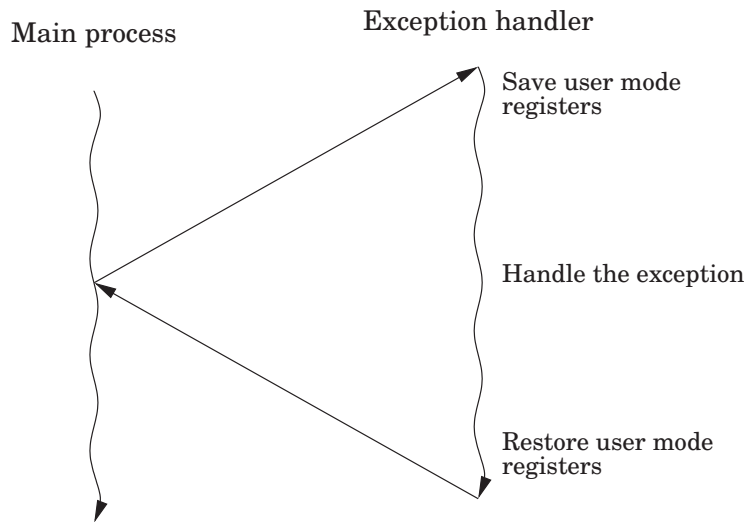 Main process
Exception handler
Save user mode
registers
Handle the exception
Restore user mode
registers